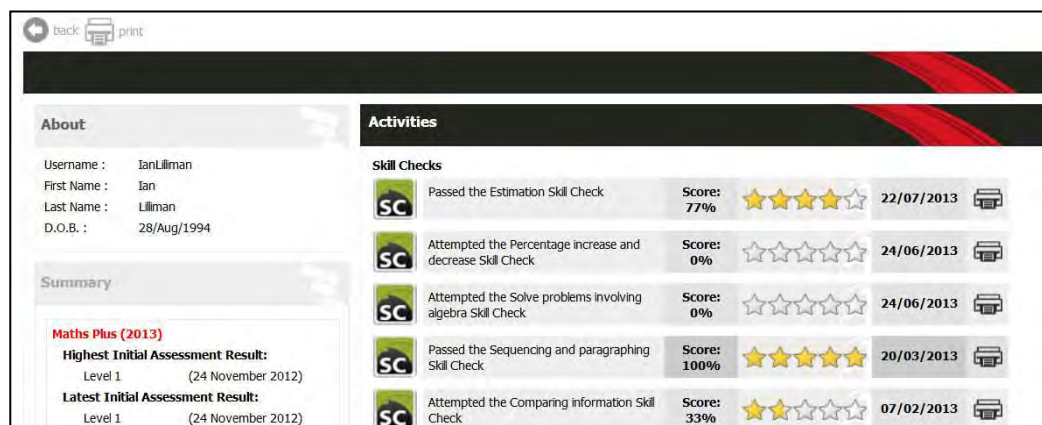 back print
About
Username : IanLiliman
First Name : Ian
Last Name : Liliman
D.O.B. : 28/Aug/1994
Summary
Maths Plus (2013)
Highest Initial Assessment Result:
Level 1 (24 November 2012)
Latest Initial Assessment Result:
Level 1 (24 November 2012)
Activities
Skill Checks
SC Passed the Estimation Skill Check Score: 77% 22/07/2013
SC Attempted the Percentage increase and
decrease Skill Check Score: 0% 24/06/2013
SC Attempted the Solve problems involving
algebra Skill Check Score: 0% 24/06/2013
SC Passed the Sequencing and paragraphing
Skill Check Score: 100% 20/03/2013
SC Attempted the Comparing information Skill
Check Score: 33% 07/02/2013